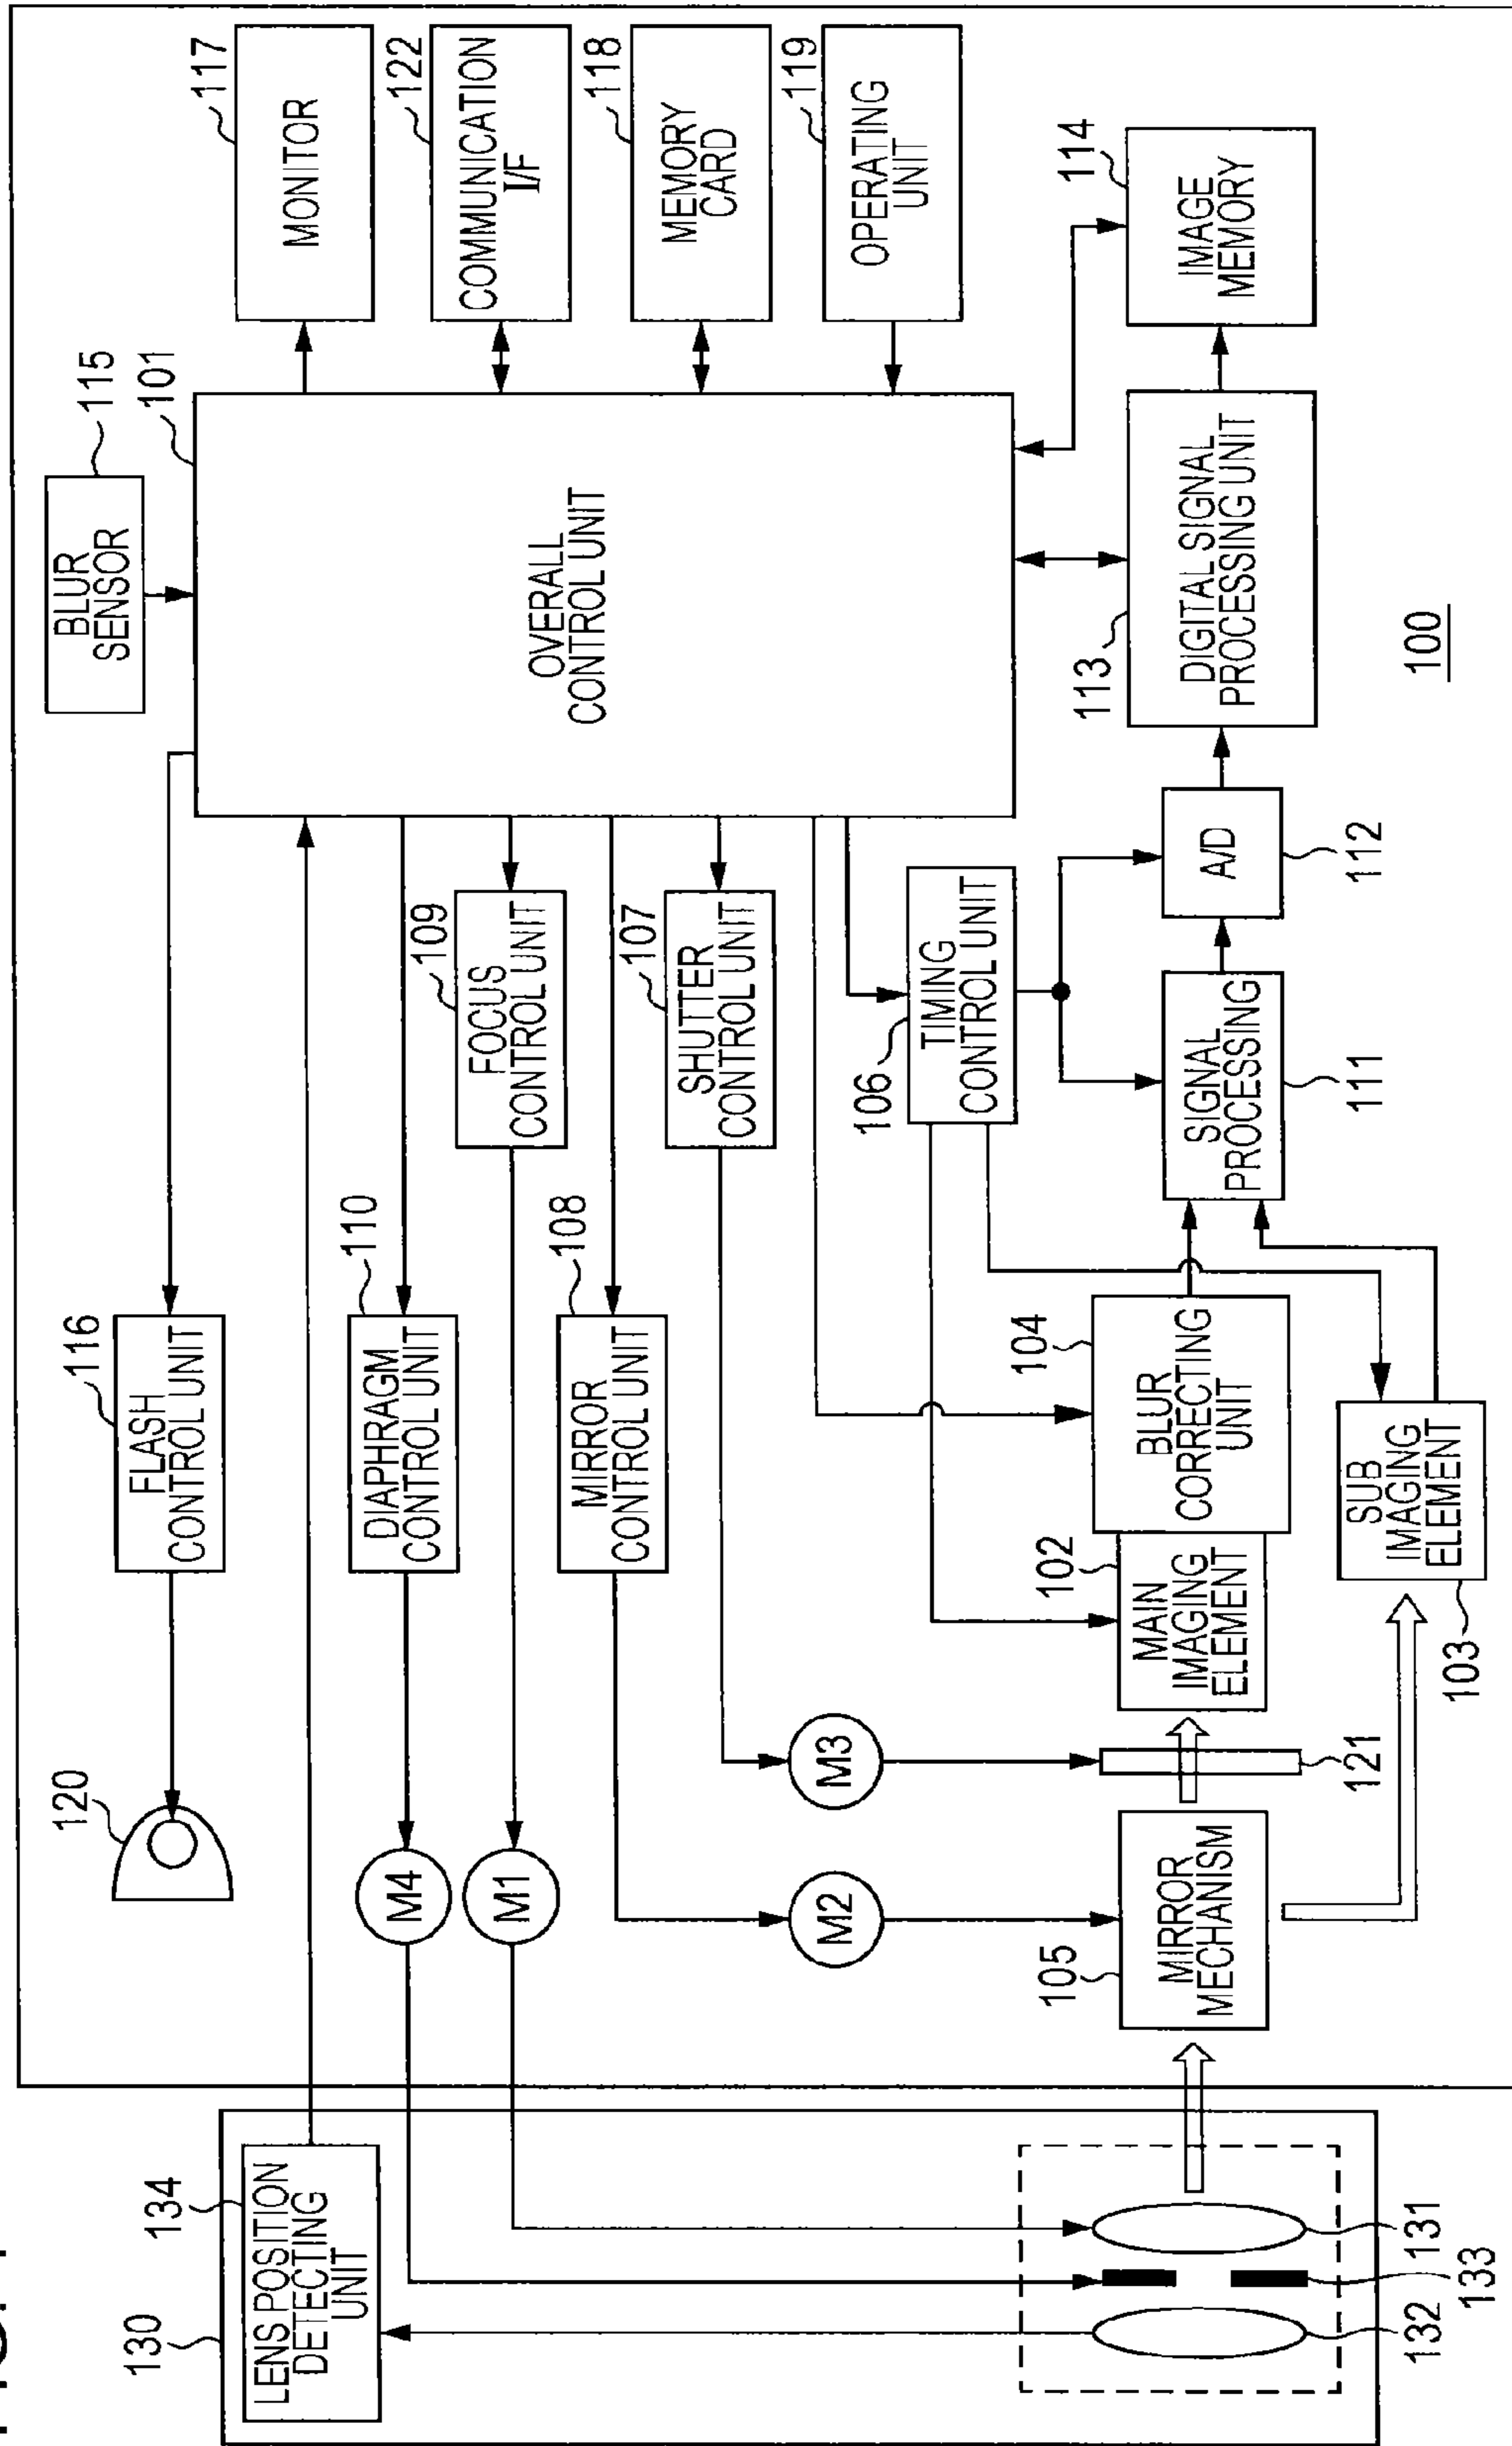 115
BLUR
SENSOR
101
OVERALL
CONTROL UNIT
117
MONITOR
122
COMMUNICATION
I/F
118
MEMORY
CARD
119
OPERATING
UNIT
114
IMAGE
MEMORY
113
DIGITAL SIGNAL
PROCESSING UNIT
112
A/D
111
SIGNAL
PROCESSING
106
TIMING
CONTROL UNIT
107
SHUTTER
CONTROL UNIT
109
FOCUS
CONTROL UNIT
108
MIRROR
CONTROL UNIT
110
DIAPHRAGM
CONTROL UNIT
116
FLASH
CONTROL UNIT
120
M4
M1
M2
M3
104
BLUR
CORRECTING
UNIT
102
MAIN
IMAGING
ELEMENT
SUB
IMAGING
ELEMENT
103
121
105
MIRROR
MECHANISM
130
134
LENS POSITION
DETECTING
UNIT
131
133
132
100